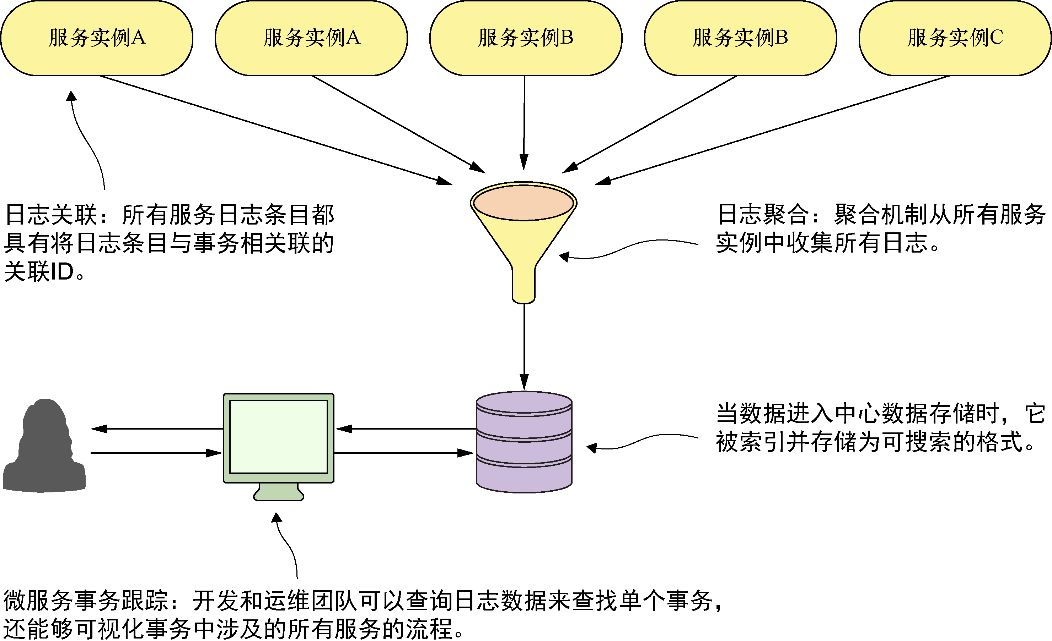 服务实例A
服务实例A
服务实例B
服务实例B
服务实例C
日志关联：所有服务日志条目都
具有将日志条目与事务相关联的
关联ID。
日志聚合：聚合机制从所有服务
实例中收集所有日志。
当数据进入中心数据存储时，它
被索引并存储为可搜索的格式。
微服务事务跟踪：开发和运维团队可以查询日志数据来查找单个事务，
还能够可视化事务中涉及的所有服务的流程。